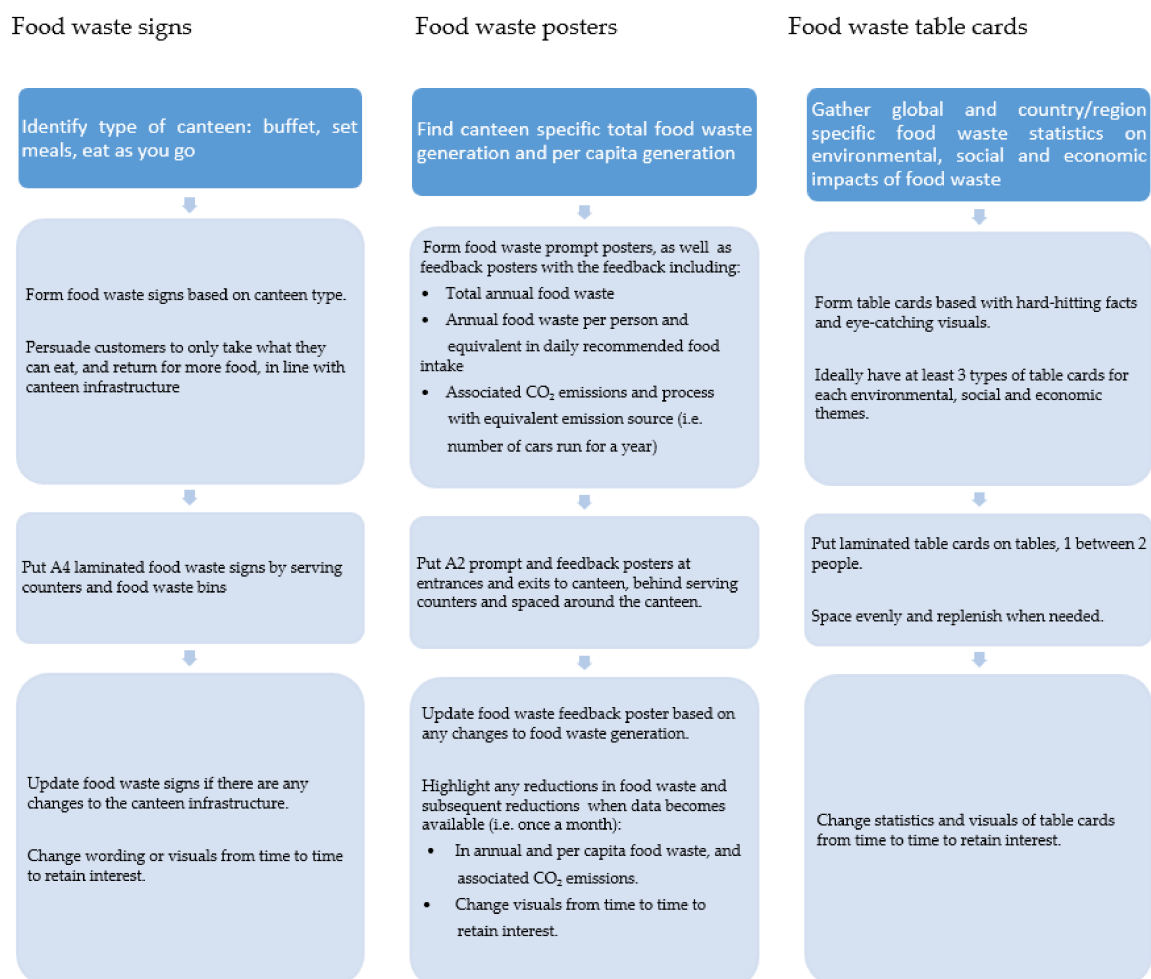 Food waste signs
Identify type of canteen: buffet, set
meals, eat as you go
Form food waste signs based on canteen type.
Persuade customers to only take what they
can eat, and return for more food, in line with
canteen infrastructure
Put A4 laminated food waste signs by serving
counters and food waste bins
Update food waste signs if there are any
changes to the canteen infrastructure.
Change wording or visuals from time to time
to retain interest.
Food waste posters
Find canteen specific total food waste
generation and per capita generation
Form food waste prompt posters, as well as
feedback posters with the feedback including:
• Total annual food waste
• Annual food waste per person and
equivalent in daily recommended food
intake
• Associated CO₂ emissions and process
with equivalent emission source (i.e.
number of cars run for a year)
Put A2 prompt and feedback posters at
entrances and exits to canteen, behind serving
counters and spaced around the canteen.
Update food waste feedback poster based on
any changes to food waste generation.
Highlight any reductions in food waste and
subsequent reductions when data becomes
available (i.e. once a month):
• In annual and per capita food waste, and
associated CO₂ emissions.
• Change visuals from time to time to
retain interest.
Food waste table cards
Gather global and country/region
specific food waste statistics on
environmental, social and economic
impacts of food waste
Form table cards based with hard-hitting facts
and eye-catching visuals.
Ideally have at least 3 types of table cards for
each environmental, social and economic
themes.
Put laminated table cards on tables, 1 between 2
people.
Space evenly and replenish when needed.
Change statistics and visuals of table cards
from time to time to retain interest.